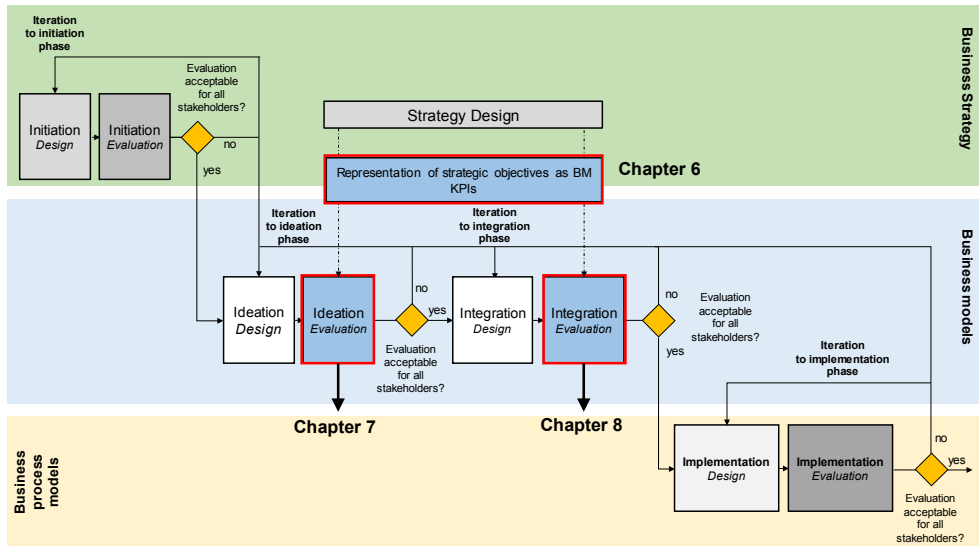 Iteration
to initiation
phase
Evaluation
acceptable
for all
stakeholders?
Business Strategy
Initiation
Design
Initiation
Evaluation
no
yes
Strategy Design
Representation of strategic objectives as BM
KPIs
Chapter 6
Iteration
to ideation
phase
Iteration
to integration
phase
Business models
Ideation
Design
Ideation
Evaluation
no
yes
Evaluation
acceptable
for all
stakeholders?
Integration
Design
Integration
Evaluation
no
yes
Evaluation
acceptable
for all
stakeholders?
Iteration
to implementation
phase
Chapter 7
Chapter 8
Business
process
models
Implementation
Design
Implementation
Evaluation
no
yes
Evaluation
acceptable
for all
stakeholders?